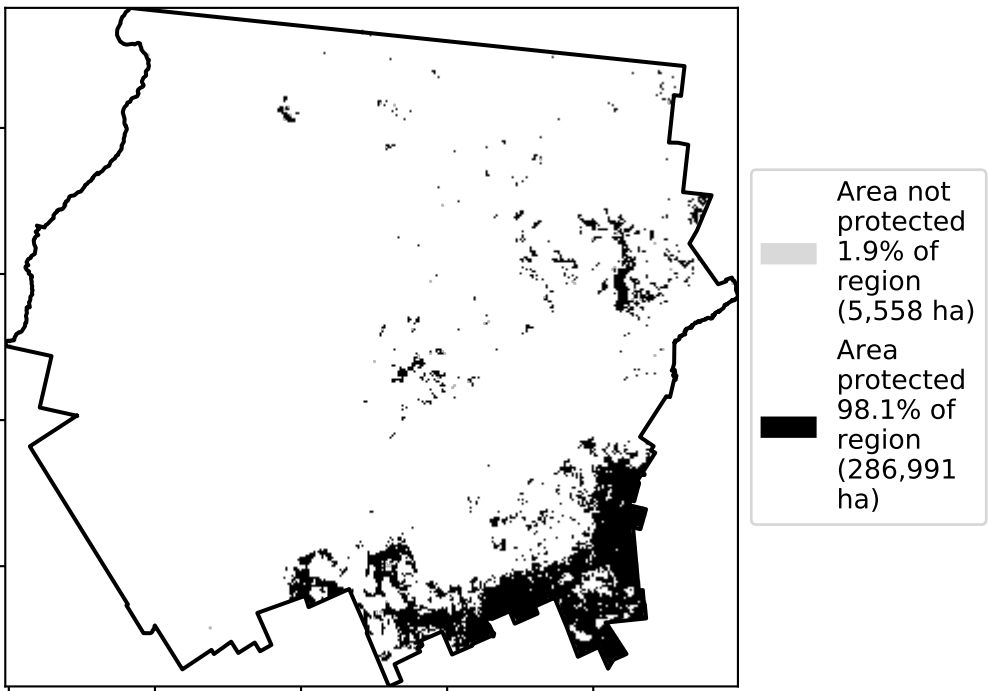 Area not
protected
1.9% of
region
(5,558 ha)
Area
protected
98.1% of
region
(286,991
ha)